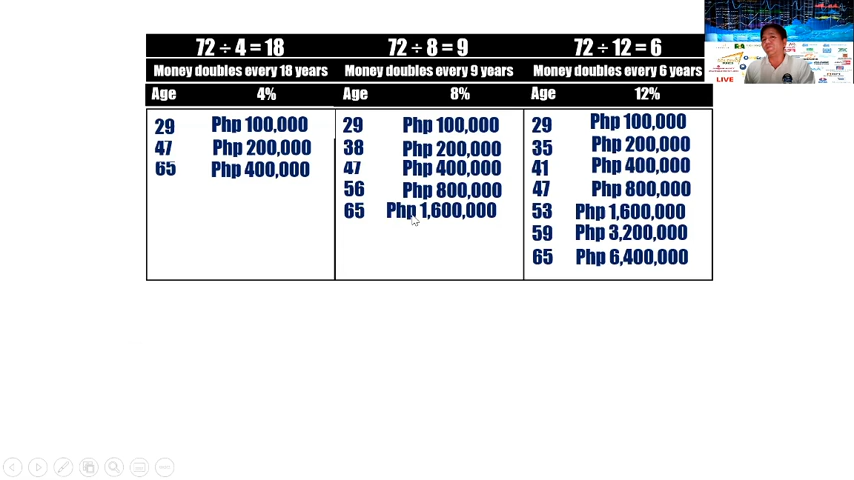 72 ÷ 4 = 18
Money doubles every 18 years
Age 4%
29 Php 100,000
47 Php 200,000
65 Php 400,000
72 ÷ 8 = 9
Money doubles every 9 years
Age 8%
29 Php 100,000
38 Php 200,000
47 Php 400,000
56 Php 800,000
65 Php 1,600,000
72 ÷ 12 = 6
Money doubles every 6 years
Age 12%
29 Php 100,000
35 Php 200,000
41 Php 400,000
47 Php 800,000
53 Php 1,600,000
59 Php 3,200,000
65 Php 6,400,000
LIVE